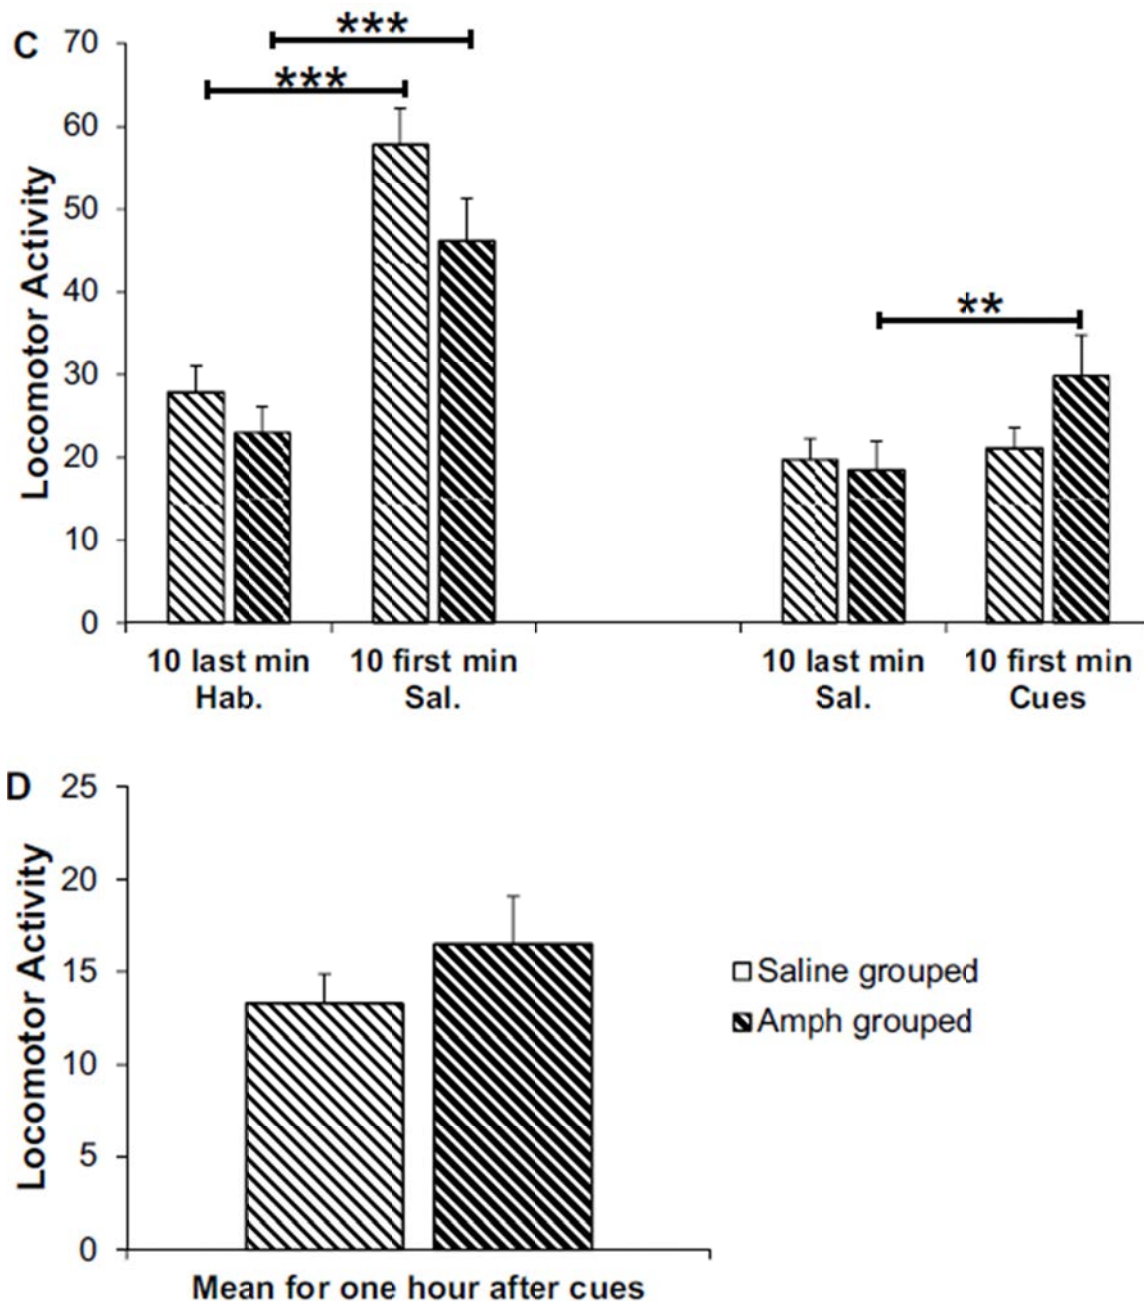 C
Locomotor Activity
70
60
50
40
30
20
10
0
***
***
**
10 last min
Hab.
10 first min
Sal.
10 last min
Sal.
10 first min
Cues
D
Locomotor Activity
25
20
15
10
5
0
Mean for one hour after cues
Saline grouped
Amph grouped